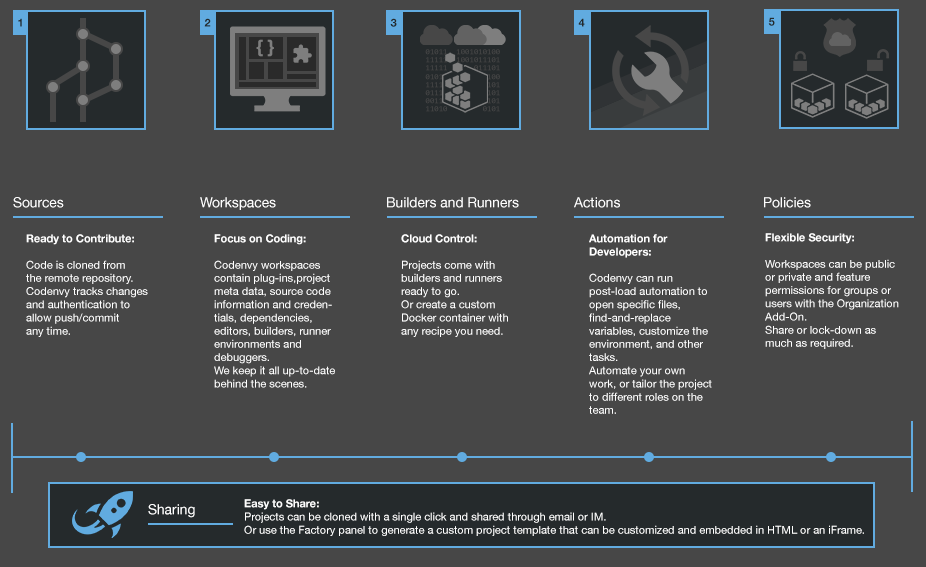 1
2
{}
3
4
5
Sources
Ready to Contribute:
Code is cloned from
the remote repository.
Codenvy tracks changes
and authentication to
allow push/commit
any time.
Workspaces
Focus on Coding:
Codenvy workspaces
contain plug-ins,project
meta data, source code
information and creden-
tials, dependencies,
editors, builders, runner
environments and
debuggers.
We keep it all up-to-date
behind the scenes.
Builders and Runners
Cloud Control:
Projects come with
builders and runners
ready to go.
Or create a custom
Docker container with
any recipe you need.
Actions
Automation for
Developers:
Codenvy can run
post-load automation to
open specific files,
find-and-replace
variables, customize the
environment, and other
tasks.
Automate your own
work, or tailor the project
to different roles on the
team.
Policies
Flexible Security:
Workspaces can be public
or private and feature
permissions for groups or
users with the Organization
Add-On.
Share or lock-down as
much as required.
Sharing
Easy to Share:
Projects can be cloned with a single click and shared through email or IM.
Or use the Factory panel to generate a custom project template that can be customized and embedded in HTML or an iFrame.